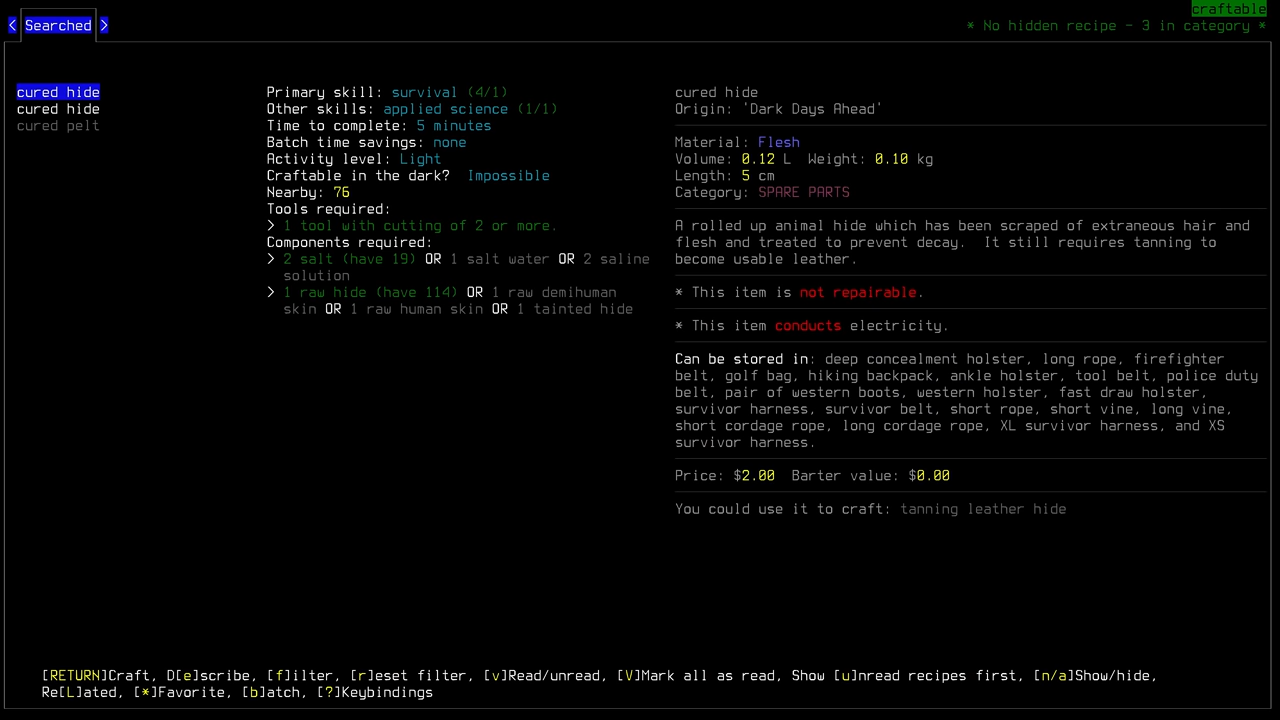 craftable
< Searched >
* No hidden recipe - 3 in category *
cured hide
cured hide
cured pelt
Primary skill: survival (4/1)
Other skills: applied science (1/1)
Time to complete: 5 minutes
Batch time savings: none
Activity level: Light
Craftable in the dark? Impossible
Nearby: 76
Tools required:
> 1 tool with cutting of 2 or more.
Components required:
> 2 salt (have 19) OR 1 salt water OR 2 saline
solution
> 1 raw hide (have 114) OR 1 raw demihuman
skin OR 1 raw human skin OR 1 tainted hide
cured hide
Origin: 'Dark Days Ahead'
Material: Flesh
Volume: 0.12 L Weight: 0.10 kg
Length: 5 cm
Category: SPARE PARTS
A rolled up animal hide which has been scraped of extraneous hair and
flesh and treated to prevent decay. It still requires tanning to
become usable leather.
* This item is not repairable.
* This item conducts electricity.
Can be stored in: deep concealment holster, long rope, firefighter
belt, golf bag, hiking backpack, ankle holster, tool belt, police duty
belt, pair of western boots, western holster, fast draw holster,
survivor harness, survivor belt, short rope, short vine, long vine,
short cordage rope, long cordage rope, XL survivor harness, and XS
survivor harness.
Price: $2.00 Barter value: $0.00
You could use it to craft: tanning leather hide
[RETURN]Craft, D[e]scribe, [f]ilter, [r]eset filter, [v]Read/unread, [V]Mark all as read, Show [u]nread recipes first, [n/a]Show/hide,
Re[L]ated, [*]Favorite, [b]atch, [?]Keybindings